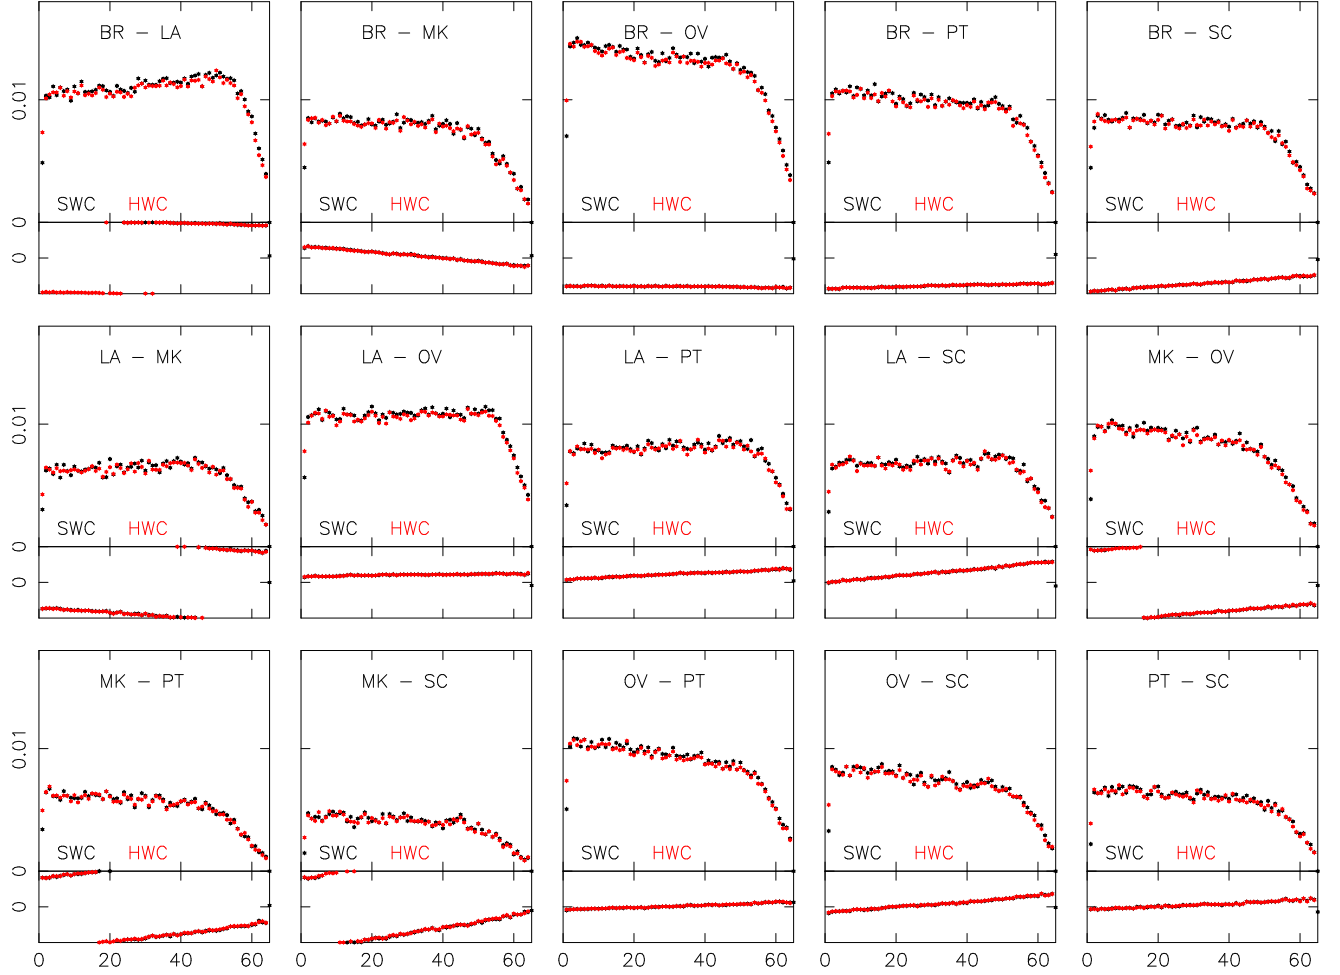 BR – LA BR – MK BR – OV BR – PT BR – SC
0.01
SWC HWC SWC HWC SWC HWC SWC HWC SWC HWC
0
0
LA – MK LA – OV LA – PT LA – SC MK – OV
0.01
SWC HWC SWC HWC SWC HWC SWC HWC SWC HWC
0
0
MK – PT MK – SC OV – PT OV – SC PT – SC
0.01
SWC HWC SWC HWC SWC HWC SWC HWC SWC HWC
0
0
0 20 40 60 0 20 40 60 0 20 40 60 0 20 40 60 0 20 40 60